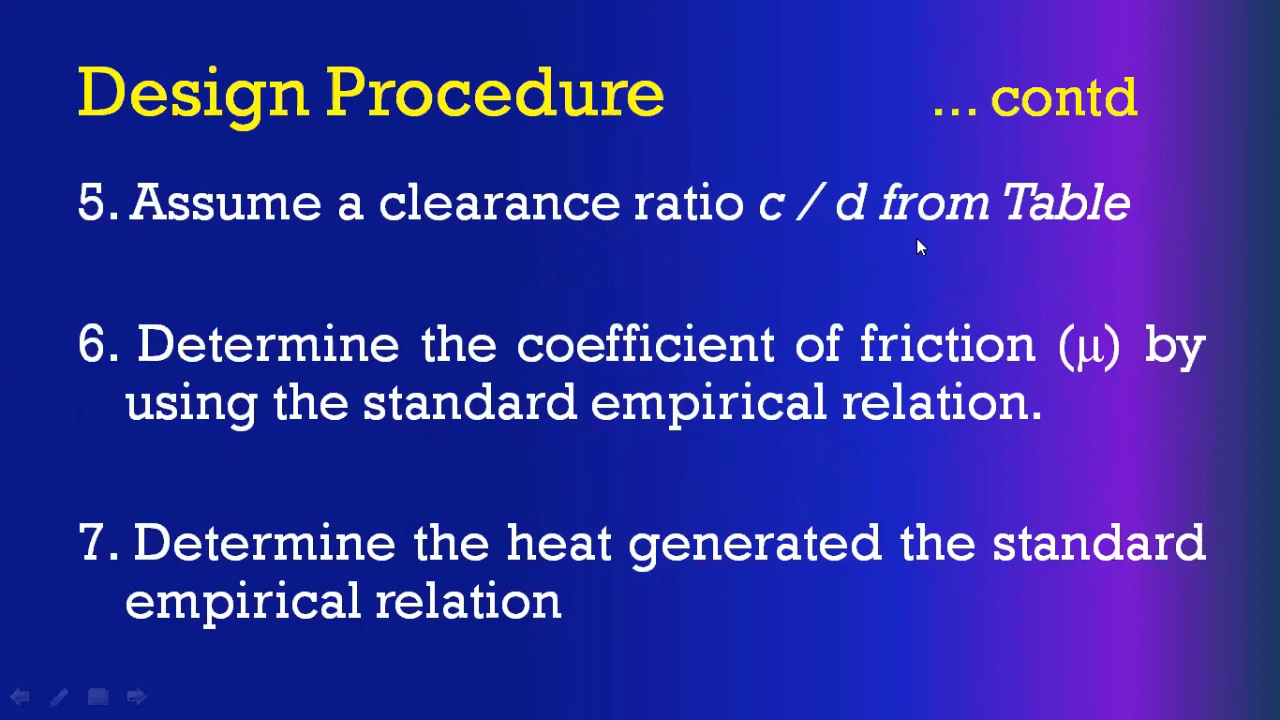 Design Procedure ... contd
5. Assume a clearance ratio c / d from Table
6. Determine the coefficient of friction (μ) by
using the standard empirical relation.
7. Determine the heat generated the standard
empirical relation